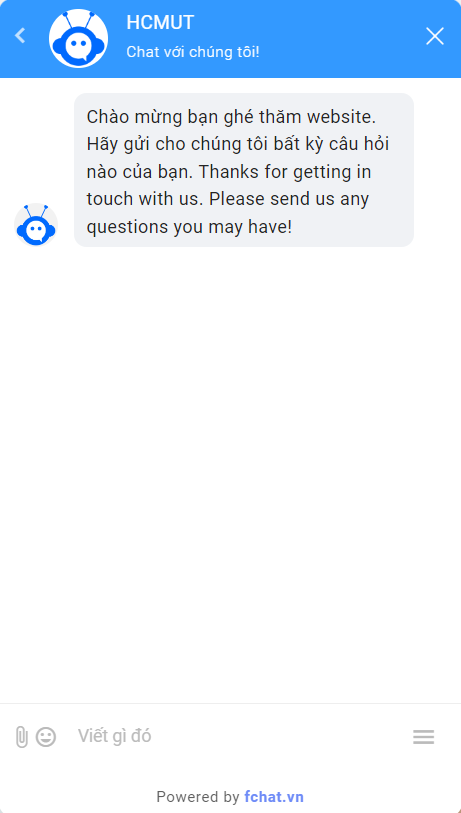 HCMUT
Chat với chúng tôi!
Chào mừng bạn ghé thăm website.
Hãy gửi cho chúng tôi bất kỳ câu hỏi
nào của bạn. Thanks for getting in
touch with us. Please send us any
questions you may have!
Viết gì đó
Powered by fchat.vn